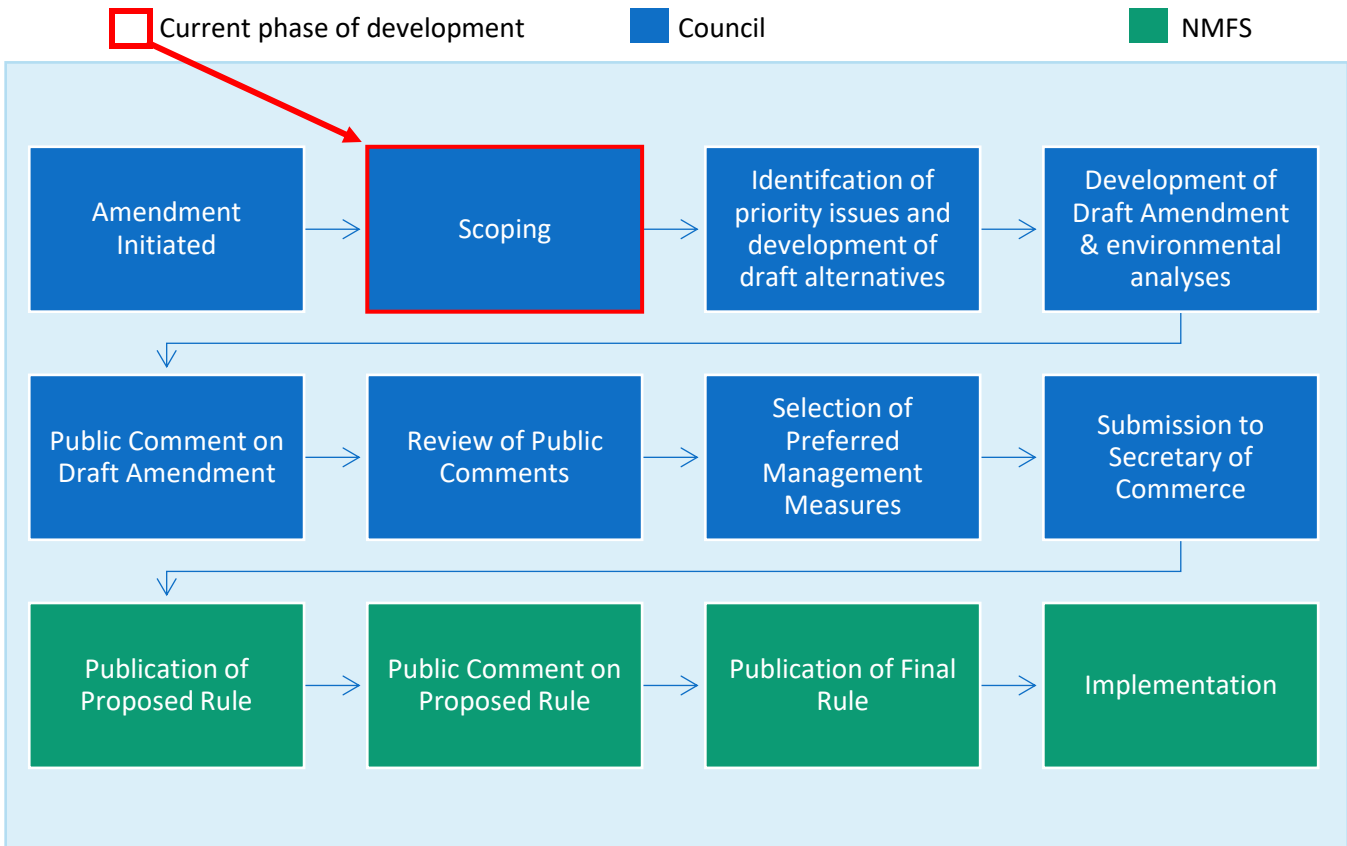 Current phase of development
Council
NMFS
Amendment
Initiated
Scoping
Identifcation of
priority issues and
development of
draft alternatives
Development of
Draft Amendment
& environmental
analyses
Public Comment on
Draft Amendment
Review of Public
Comments
Selection of
Preferred
Management
Measures
Submission to
Secretary of
Commerce
Publication of
Proposed Rule
Public Comment on
Proposed Rule
Publication of Final
Rule
Implementation